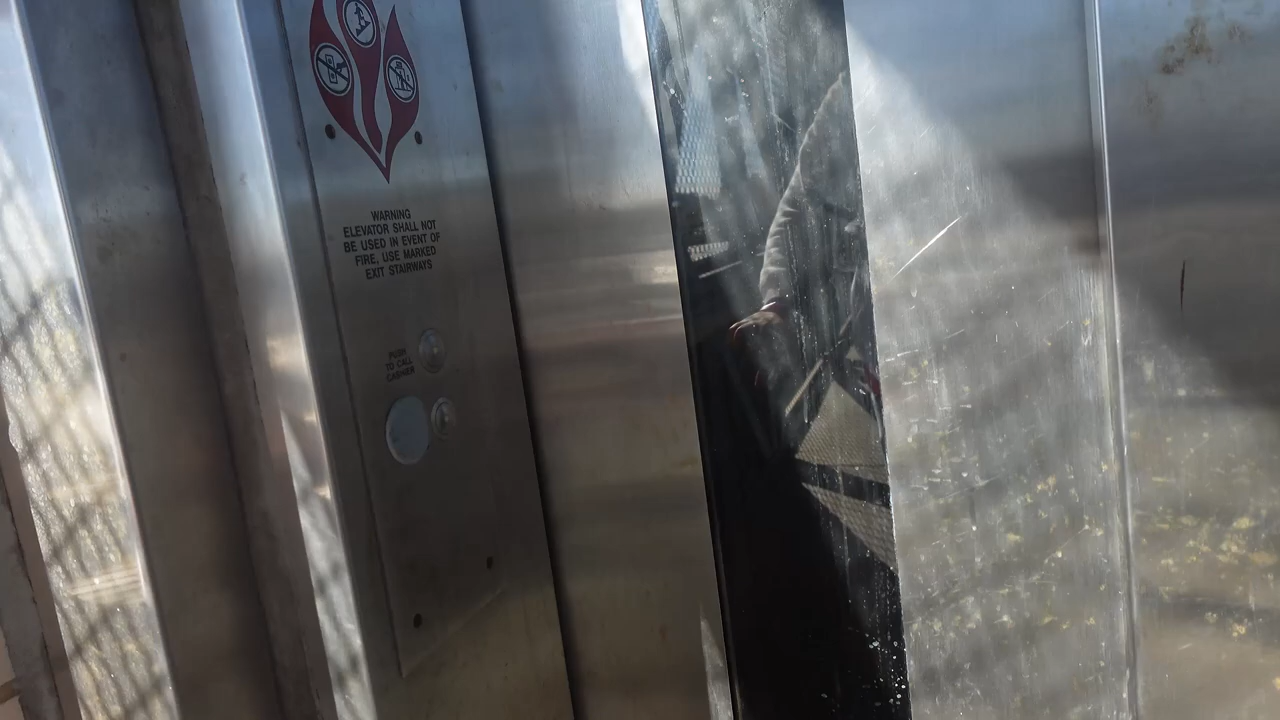 WARNING
ELEVATOR SHALL NOT
BE USED IN EVENT OF
FIRE, USE MARKED
EXIT STAIRWAYS
PUSH
TO CALL
CASHIER